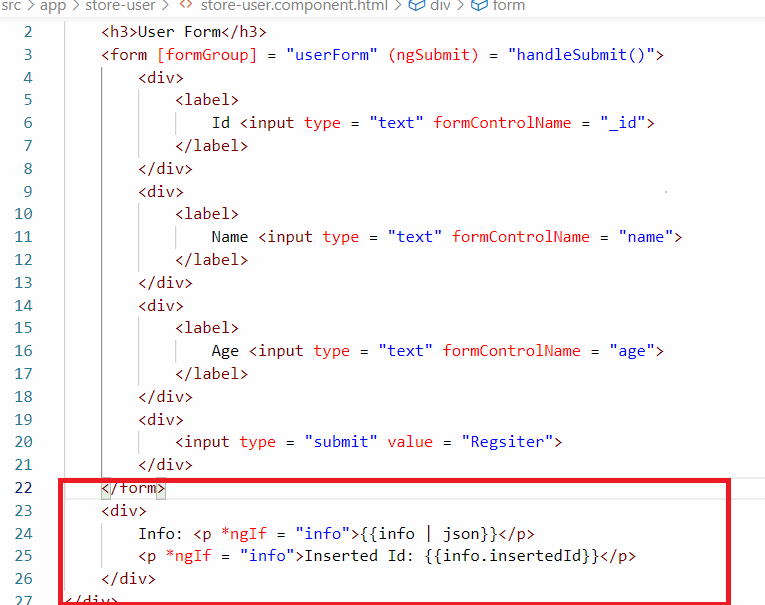 src > app > store-user > <> store-user.component.html > div > form
2 <h3>User Form</h3>
3 <form [formGroup] = "userForm" (ngSubmit) = "handleSubmit()">
4 <div>
5 <label>
6 Id <input type = "text" formControlName = "_id">
7 </label>
8 </div>
9 <div>
10 <label>
11 Name <input type = "text" formControlName = "name">
12 </label>
13 </div>
14 <div>
15 <label>
16 Age <input type = "text" formControlName = "age">
17 </label>
18 </div>
19 <div>
20 <input type = "submit" value = "Regsiter">
21 </div>
22 </form>
23 <div>
24 Info: <p *ngIf = "info">{{info | json}}</p>
25 <p *ngIf = "info">Inserted Id: {{info.insertedId}}</p>
26 </div>
27 </div>